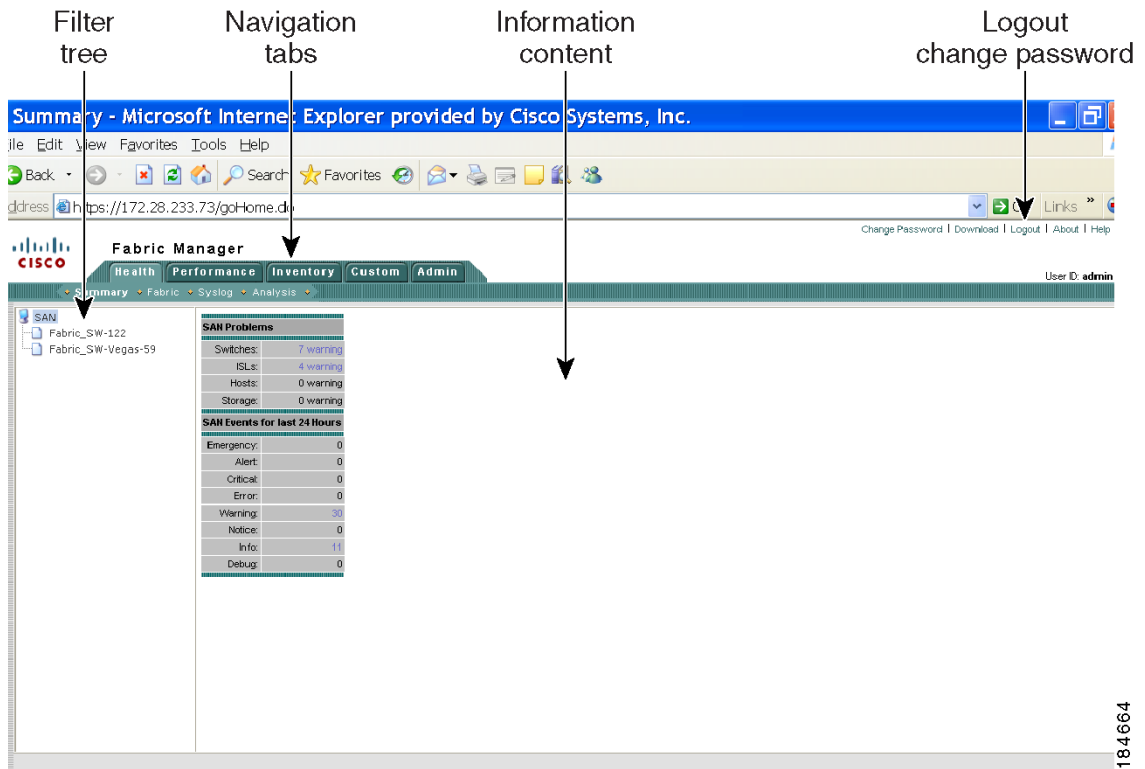 Filter
tree
Navigation
tabs
Information
content
Logout
change password
Summary - Microsoft Internet Explorer provided by Cisco Systems, Inc.
ile Edit View Favorites Tools Help
Back Search Favorites
ddress https://172.28.233.73/goHome.do Links »
Change Password | Download | Logout | About | Help
CISCO
Fabric Manager
Health Performance Inventory Custom Admin
User ID: admin
Summary Fabric Syslog Analysis
SAN
Fabric_SW-122
Fabric_SW-Vegas-59
SAN Problems
Switches: 7 warning
ISLs: 4 warning
Hosts: 0 warning
Storage: 0 warning
SAN Events for last 24 Hours
Emergency: 0
Alert: 0
Critical: 0
Error: 0
Warning: 30
Notice: 0
Info: 11
Debug: 0
184664